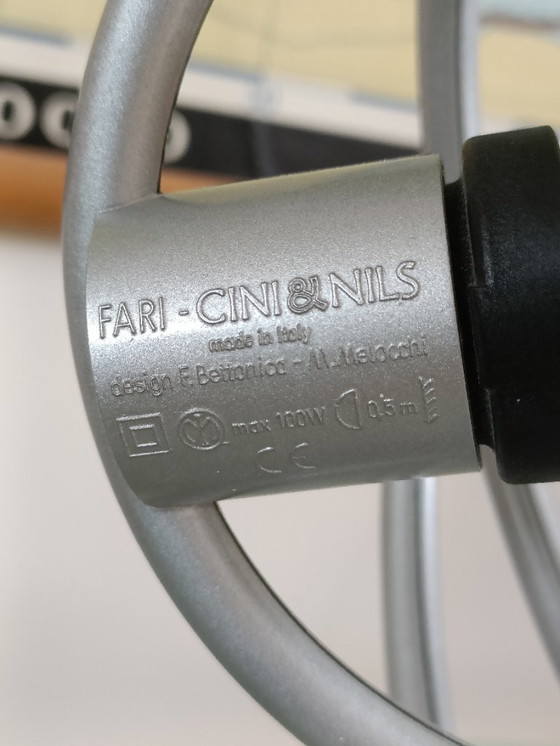 FARI - CINI&NILS
made in Italy
design F. Bettonica - M. Melocchi
max 100W 0,5 m
CE